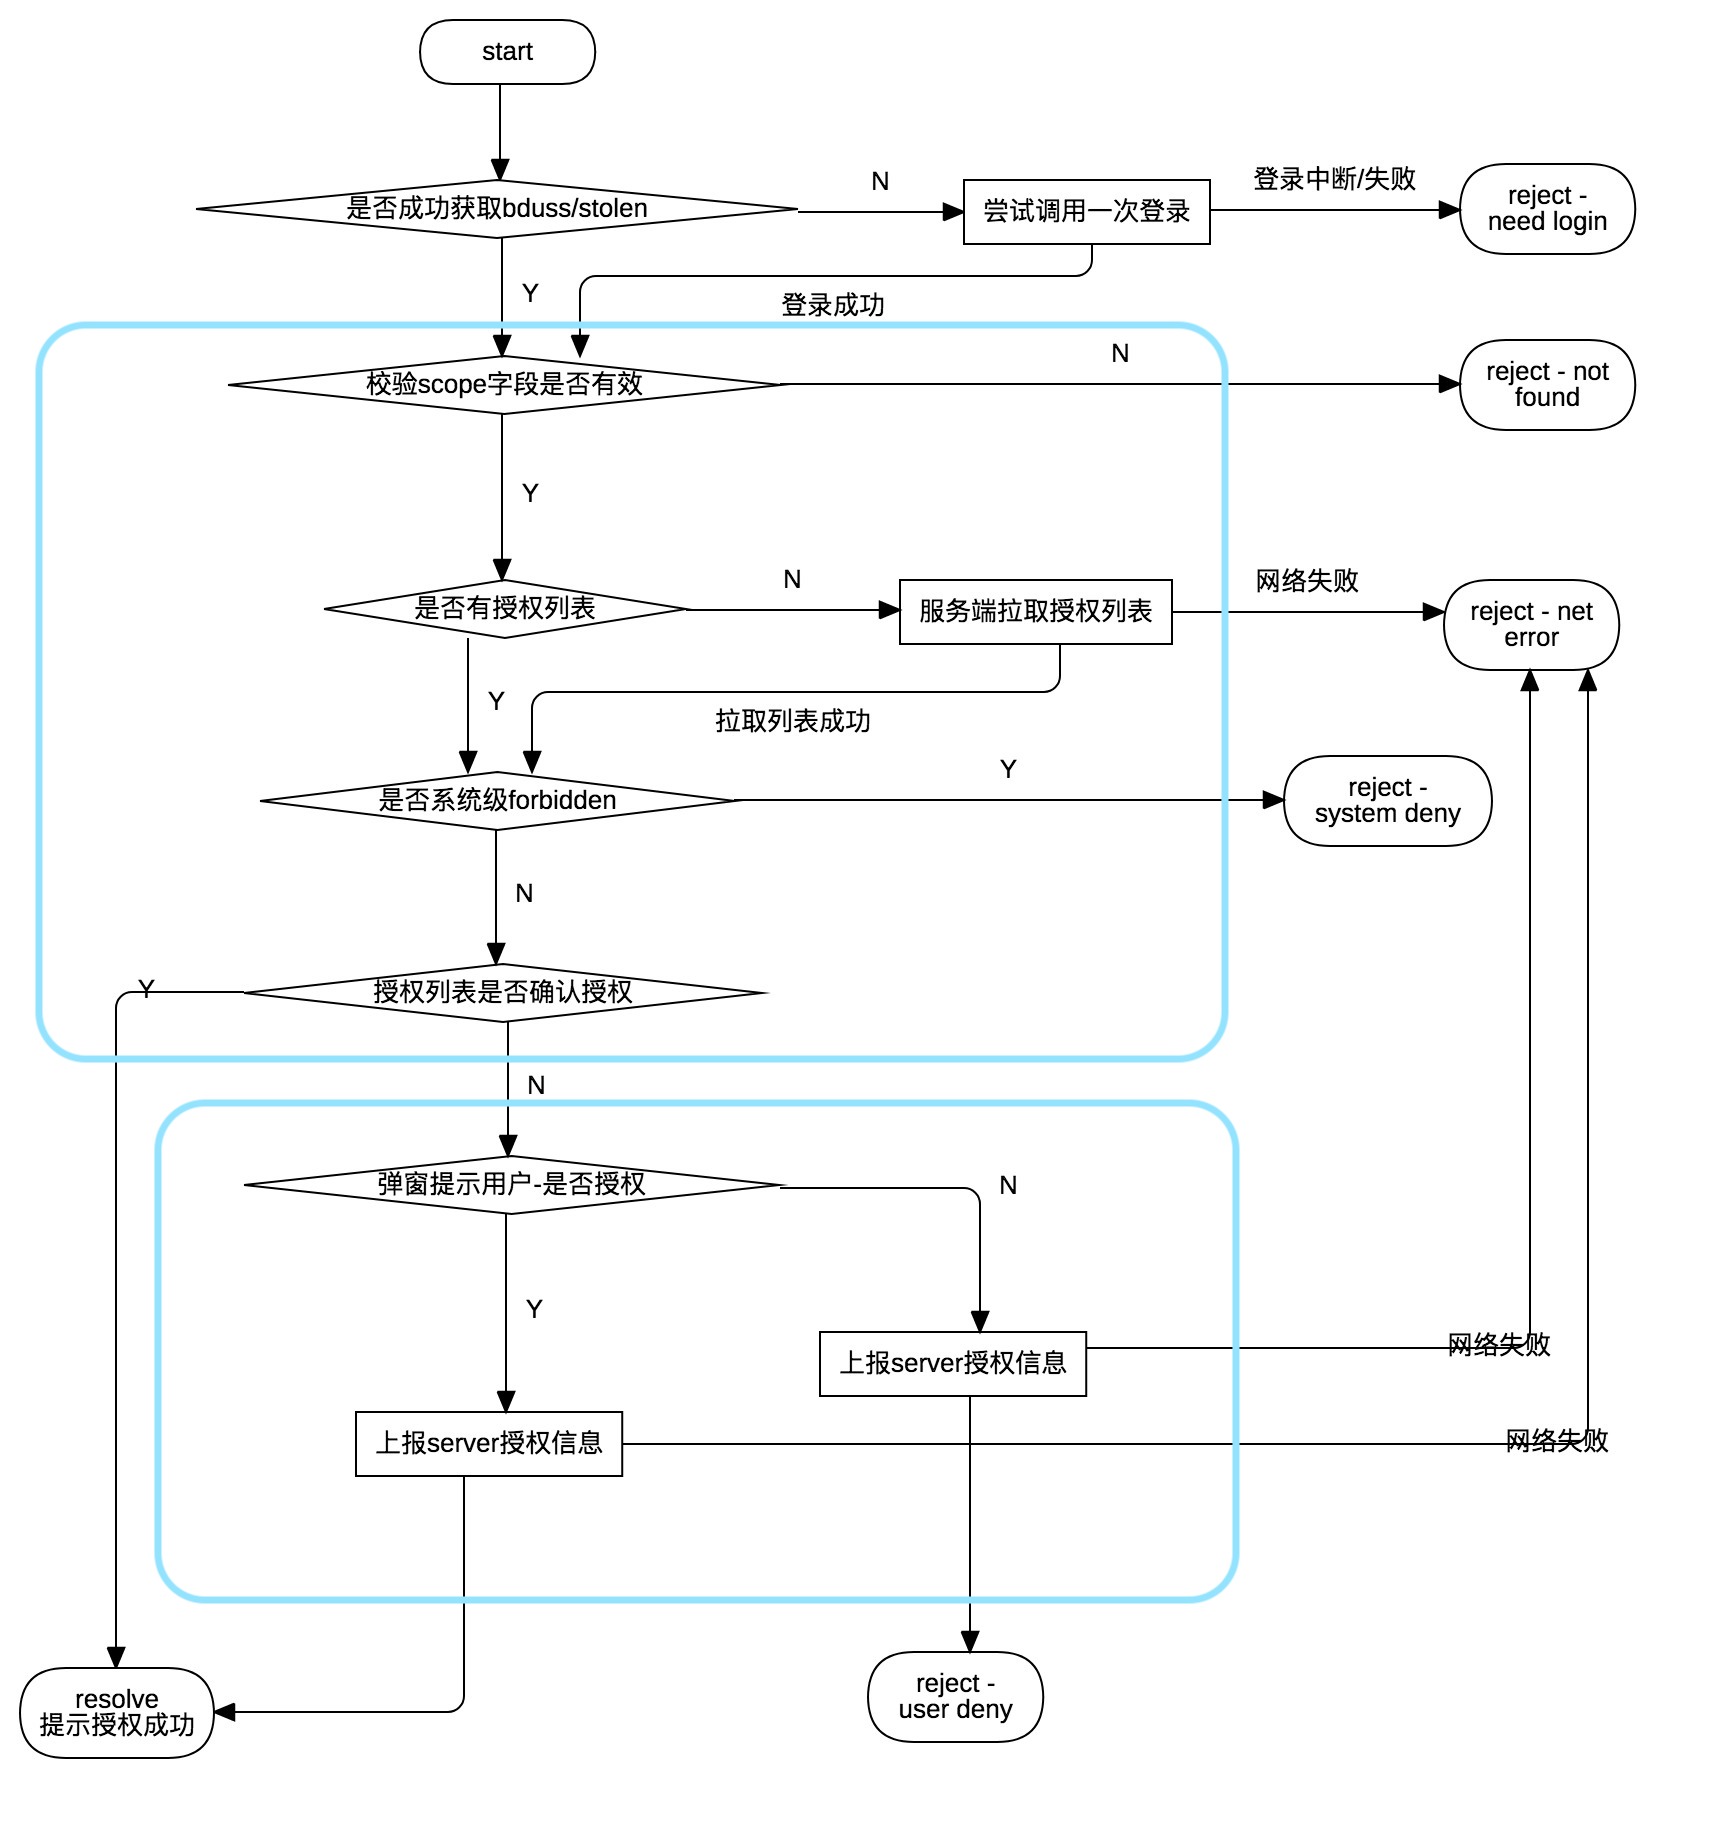 start
是否成功获取bduss/stolen
N
尝试调用一次登录
登录中断/失败
reject -
need login
Y
登录成功
校验scope字段是否有效
N
reject - not
found
Y
是否有授权列表
N
服务端拉取授权列表
网络失败
reject - net
error
Y
拉取列表成功
是否系统级forbidden
Y
reject -
system deny
N
授权列表是否确认授权
Y
N
弹窗提示用户-是否授权
N
Y
上报server授权信息
网络失败
上报server授权信息
网络失败
resolve
提示授权成功
reject -
user deny